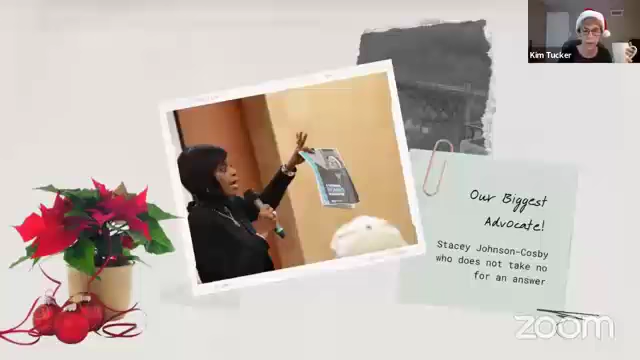 Kim Tucker
Our Biggest
Advocate!
Stacey Johnson-Cosby
who does not take no
for an answer
zoom